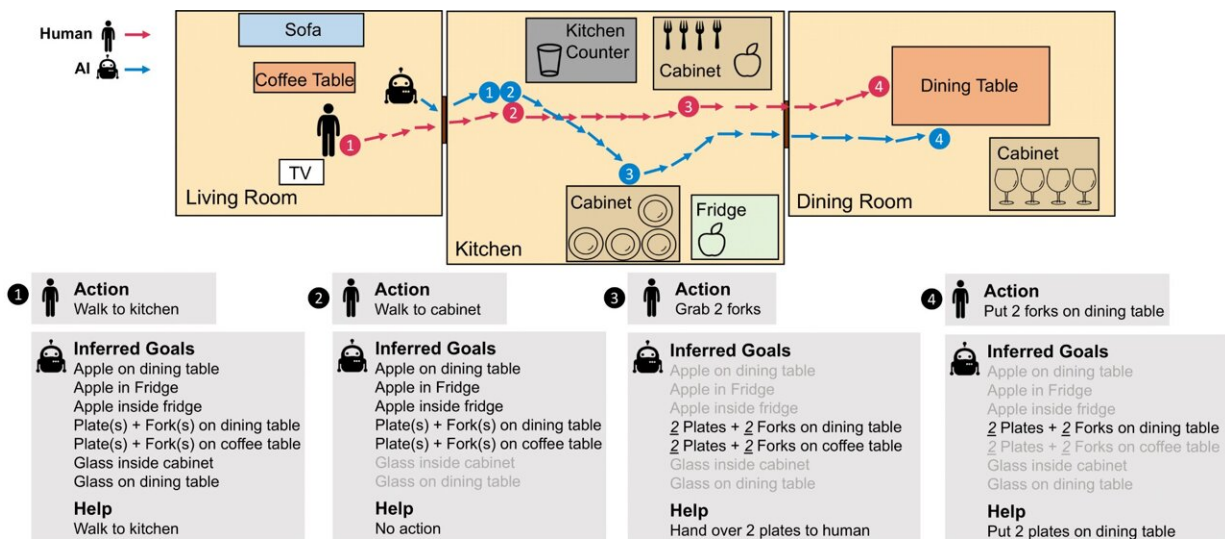 Human
AI
Sofa
Coffee Table
1
TV
Living Room
Kitchen
Counter
Cabinet
1 2
2
3
3
Cabinet
Fridge
Kitchen
4
Dining Table
4
Cabinet
Dining Room
1
Action
Walk to kitchen
Inferred Goals
Apple on dining table
Apple in Fridge
Apple inside fridge
Plate(s) + Fork(s) on dining table
Plate(s) + Fork(s) on coffee table
Glass inside cabinet
Glass on dining table
Help
Walk to kitchen
2
Action
Walk to cabinet
Inferred Goals
Apple on dining table
Apple in Fridge
Apple inside fridge
Plate(s) + Fork(s) on dining table
Plate(s) + Fork(s) on coffee table
Glass inside cabinet
Glass on dining table
Help
No action
3
Action
Grab 2 forks
Inferred Goals
Apple on dining table
Apple in Fridge
Apple inside fridge
2 Plates + 2 Forks on dining table
2 Plates + 2 Forks on coffee table
Glass inside cabinet
Glass on dining table
Help
Hand over 2 plates to human
4
Action
Put 2 forks on dining table
Inferred Goals
Apple on dining table
Apple in Fridge
Apple inside fridge
2 Plates + 2 Forks on dining table
2 Plates + 2 Forks on coffee table
Glass inside cabinet
Glass on dining table
Help
Put 2 plates on dining table